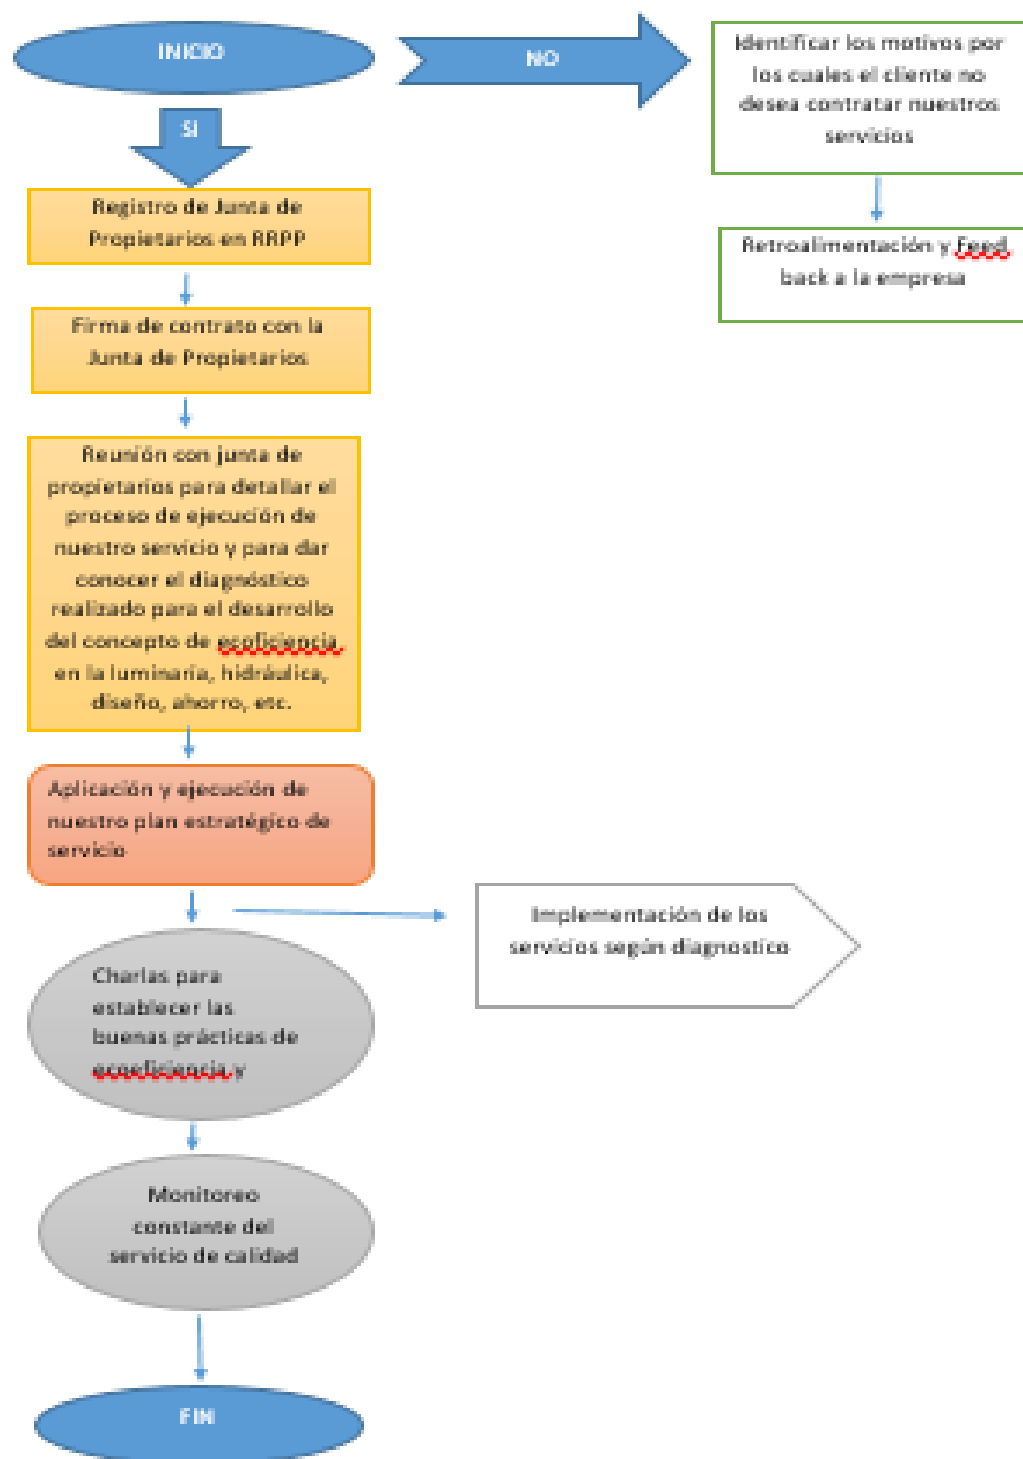 INICIO
NO
Identificar los motivos por
los cuales el cliente no
desea contratar nuestros
servicios
SI
Registro de Junta de
Propietarios en RRPP
Retroalimentación y Feed
back a la empresa
Firma de contrato con la
Junta de Propietarios
Reunión con junta de
propietarios para detallar el
proceso de ejecución de
nuestro servicio y para dar
conocer el diagnóstico
realizado para el desarrollo
del concepto de ecoficiencia
en la luminaria, hidráulica,
diseño, ahorro, etc.
Aplicación y ejecución de
nuestro plan estratégico de
servicio
Implementación de los
servicios según diagnostico
Charlas para
establecer las
buenas prácticas de
ecoeficiencia y
Monitoreo
constante del
servicio de calidad
FIN